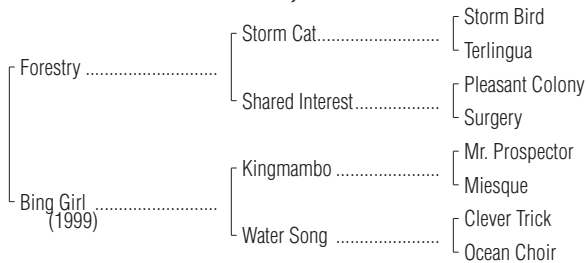 Storm Bird
Storm Cat....................
Terlingua
Forestry .............................
Pleasant Colony
Shared Interest...................
Surgery
Mr. Prospector
Kingmambo .......................
Miesque
Bing Girl ...........................
(1999)
Clever Trick
Water Song .......................
Ocean Choir